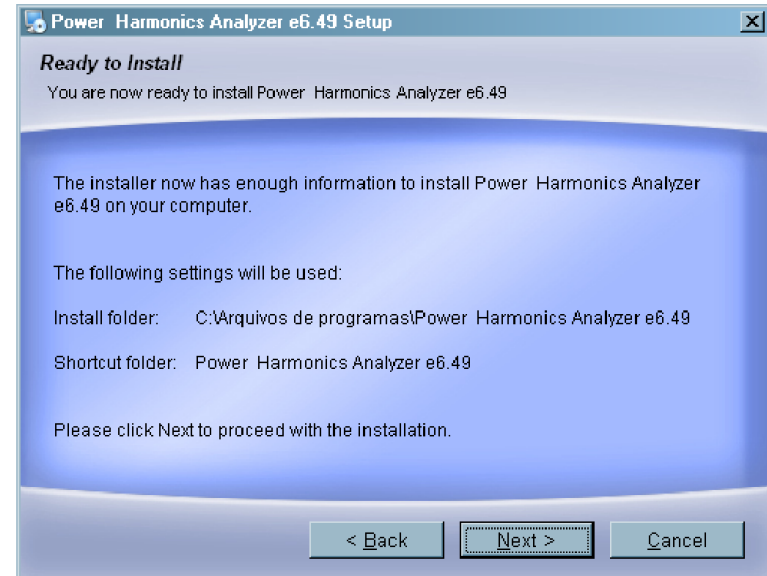 Power  Harmonics Analyzer e6.49 Setup
Ready to Install
You are now ready to install Power  Harmonics Analyzer e6.49
The installer now has enough information to install Power  Harmonics Analyzer
e6.49 on your computer.
The following settings will be used:
Install folder: C:\Arquivos de programas\Power  Harmonics Analyzer e6.49
Shortcut folder: Power  Harmonics Analyzer e6.49
Please click Next to proceed with the installation.
< Back Next > Cancel